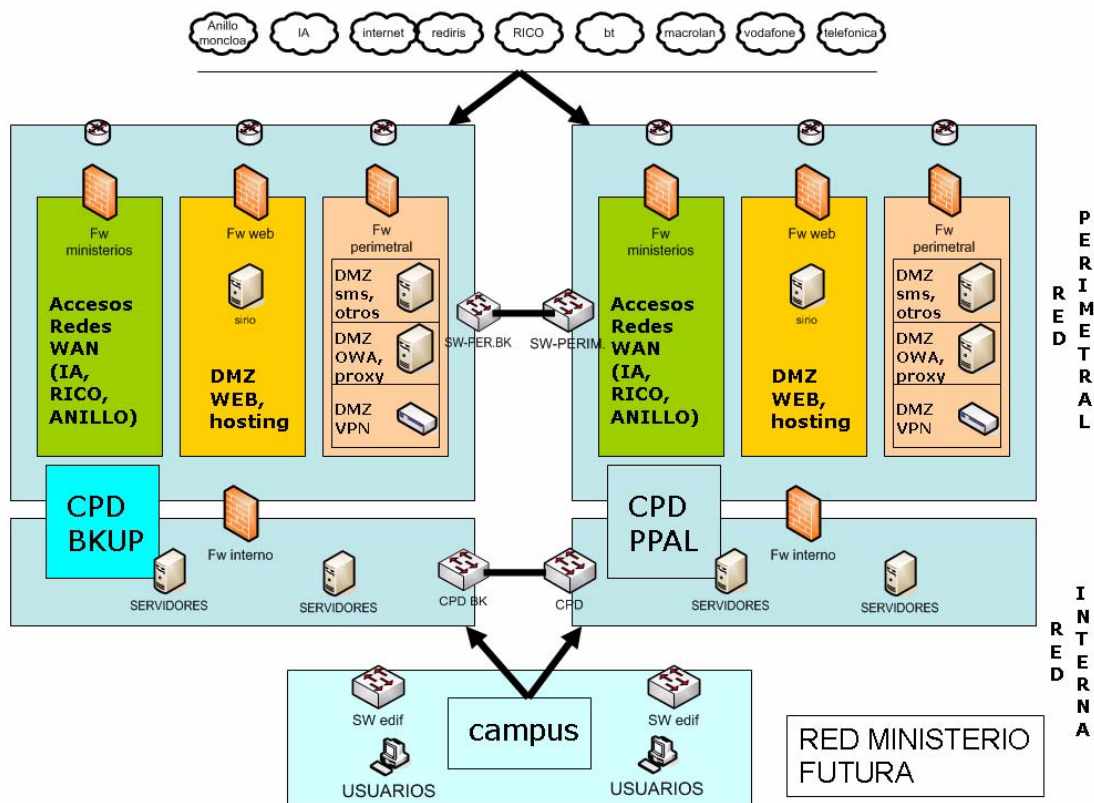 Anillo
moncloa
IA
internet
rediris
RICO
bt
macrolan
vodafone
telefonica
Fw
ministerios
Fw web
Fw
perimetral
Accesos
Redes
WAN
(IA,
RICO,
ANILLO)
sirio
DMZ
WEB,
hosting
DMZ
sms,
otros
DMZ
OWA,
proxy
DMZ
VPN
SW-PER.BK
SW-PERIM.
Fw
ministerios
Fw web
Fw
perimetral
Accesos
Redes
WAN
(IA,
RICO,
ANILLO)
sirio
DMZ
WEB,
hosting
DMZ
sms,
otros
DMZ
OWA,
proxy
DMZ
VPN
RED
PERIMETRAL
CPD
BKUP
Fw interno
SERVIDORES
SERVIDORES
CPD BK
CPD
CPD
PPAL
Fw interno
SERVIDORES
SERVIDORES
RED
INTERNA
SW edif
campus
SW edif
USUARIOS
USUARIOS
RED MINISTERIO
FUTURA